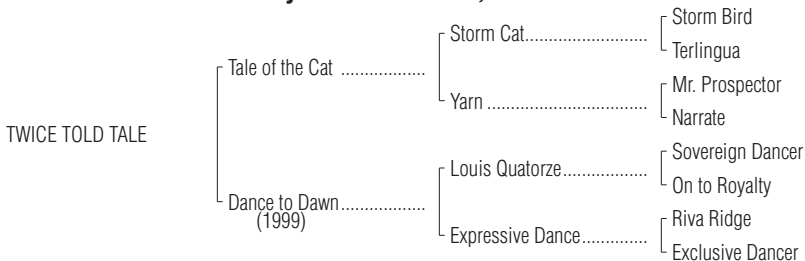 Storm Bird
Storm Cat..............................
Terlingua
Tale of the Cat ..................
Mr. Prospector
Yarn ..................................
Narrate
TWICE TOLD TALE
Sovereign Dancer
Louis Quatorze..................
On to Royalty
Dance to Dawn..................
(1999)
Riva Ridge
Expressive Dance..............
Exclusive Dancer